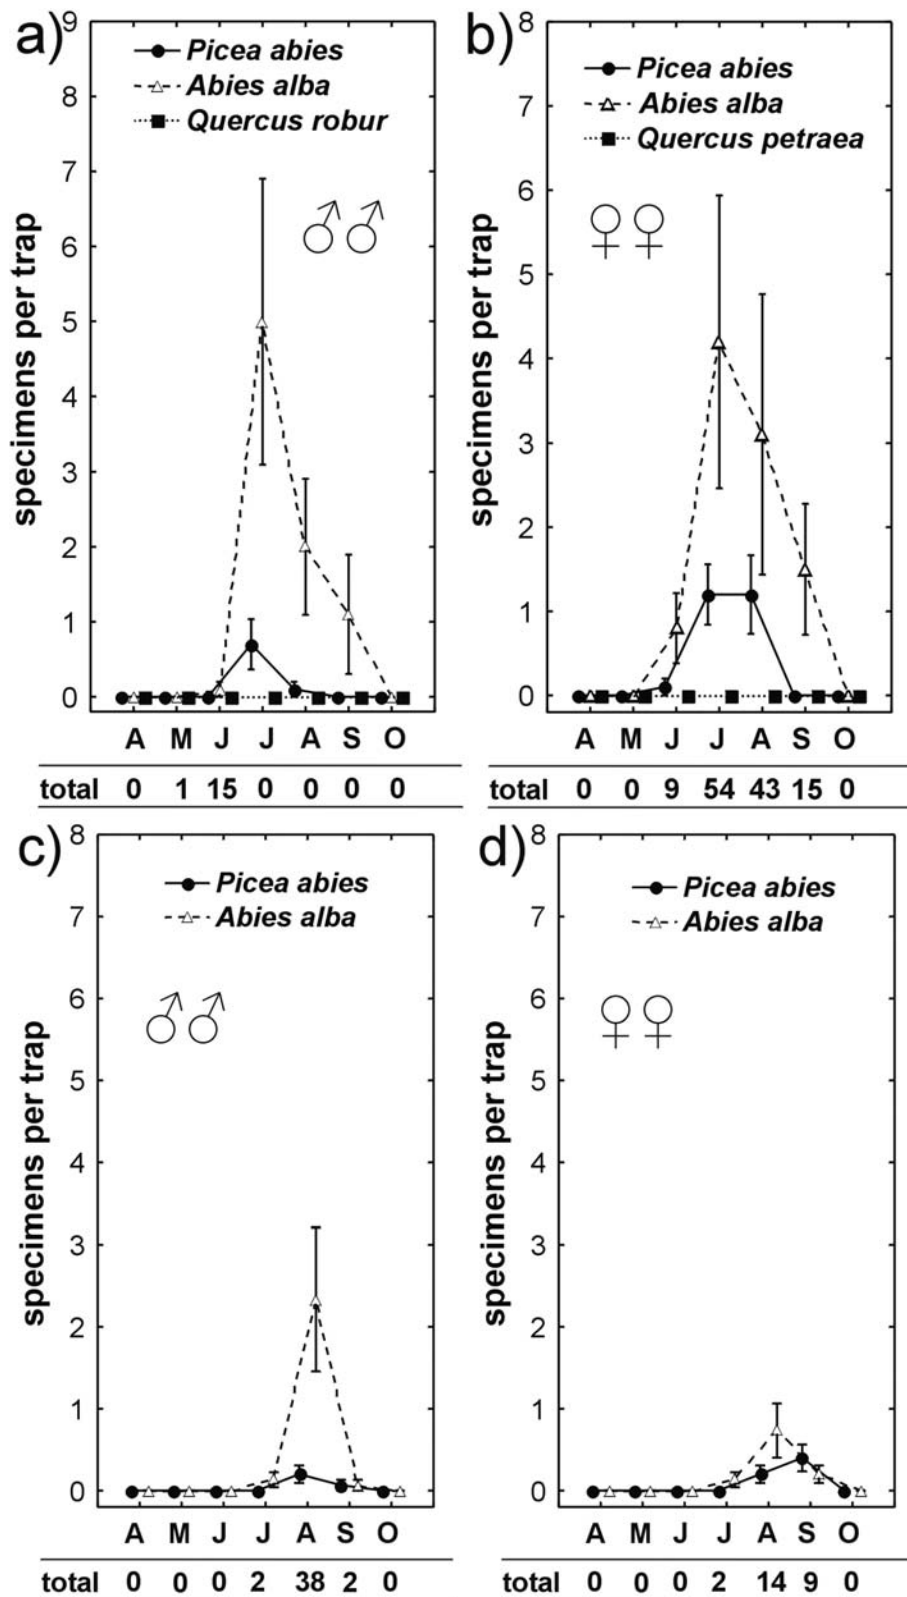 a)
Picea abies
Abies alba
Quercus robur
♂♂
specimens per trap
9
8
7
6
5
4
3
2
1
0
A M J J A S O
total 0 1 15 0 0 0 0
b)
Picea abies
Abies alba
Quercus petraea
♀♀
specimens per trap
8
7
6
5
4
3
2
1
0
A M J J A S O
total 0 0 9 54 43 15 0
c)
Picea abies
Abies alba
♂♂
specimens per trap
8
7
6
5
4
3
2
1
0
A M J J A S O
total 0 0 0 2 38 2 0
d)
Picea abies
Abies alba
♀♀
specimens per trap
8
7
6
5
4
3
2
1
0
A M J J A S O
total 0 0 0 2 14 9 0